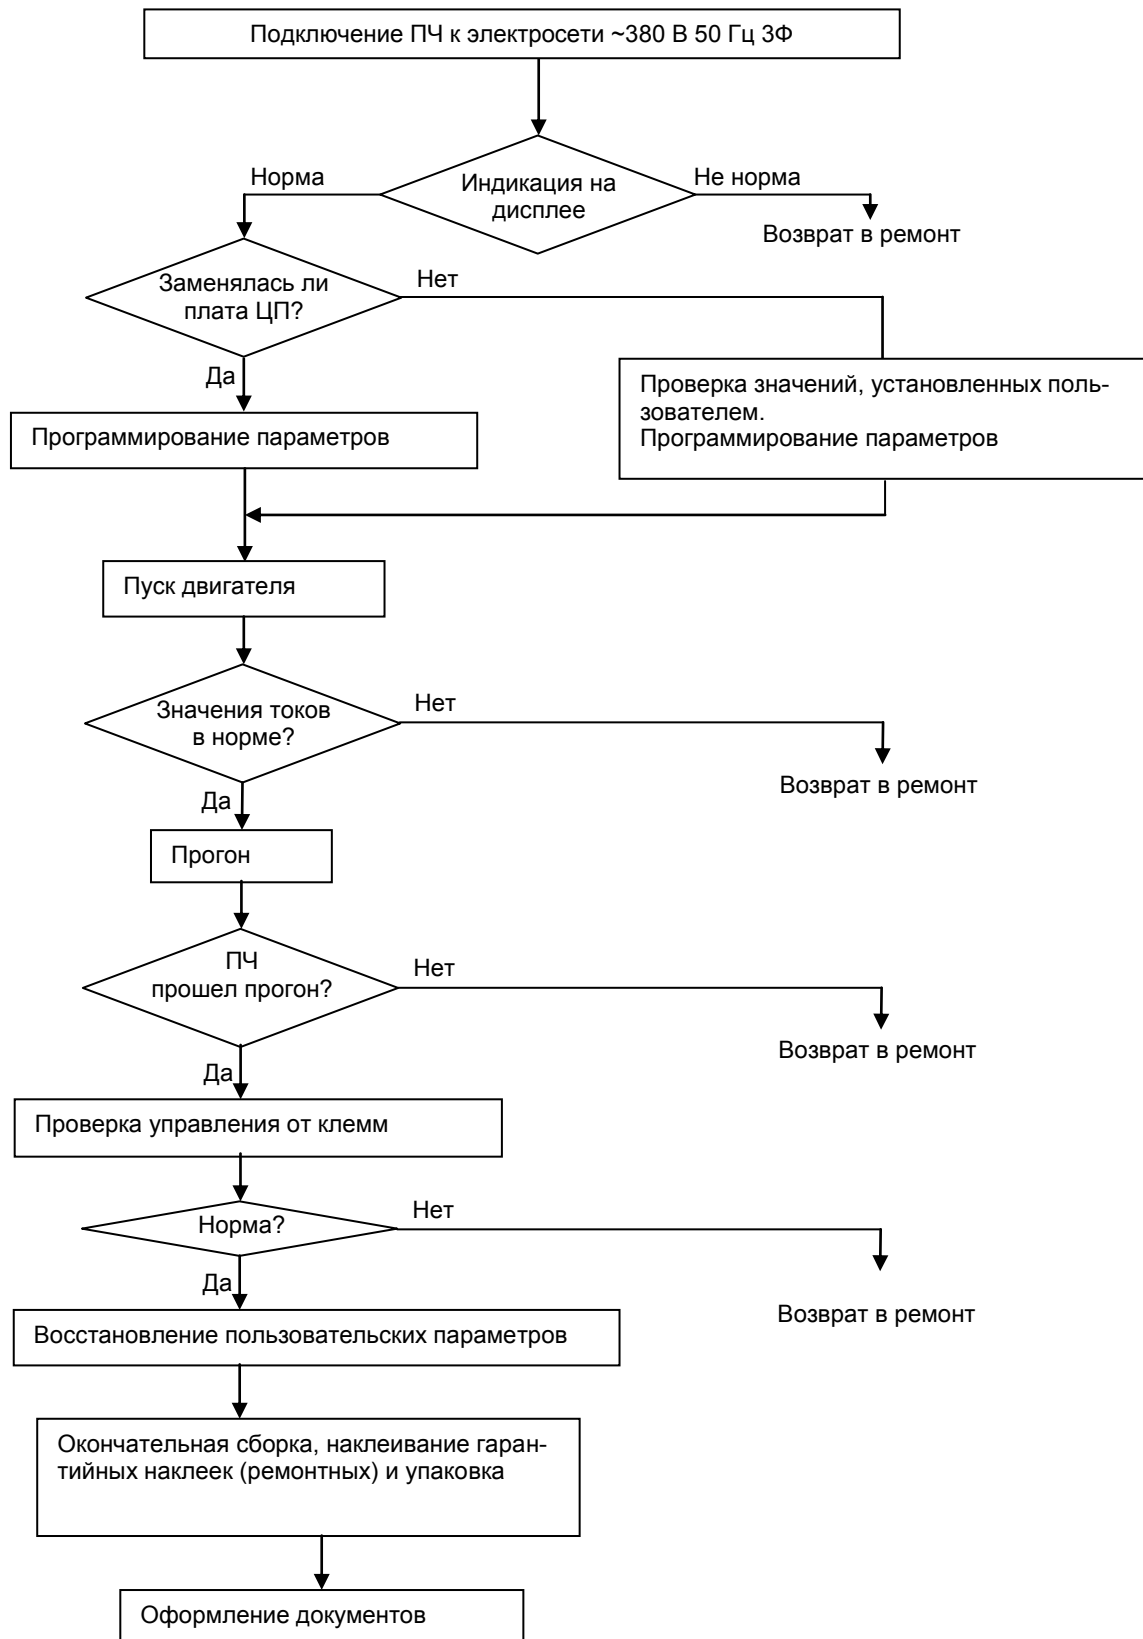 Подключение ПЧ к электросети ~380 В 50 Гц 3Ф
Норма
Индикация на
дисплее
Не норма
Возврат в ремонт
Заменялась ли
плата ЦП?
Нет
Да
Проверка значений, установленных поль-
зователем.
Программирование параметров
Программирование параметров
Пуск двигателя
Значения токов
в норме?
Нет
Возврат в ремонт
Да
Прогон
ПЧ
прошел прогон?
Нет
Возврат в ремонт
Да
Проверка управления от клемм
Норма?
Нет
Возврат в ремонт
Да
Восстановление пользовательских параметров
Окончательная сборка, наклеивание гаран-
тийных наклеек (ремонтных) и упаковка
Оформление документов